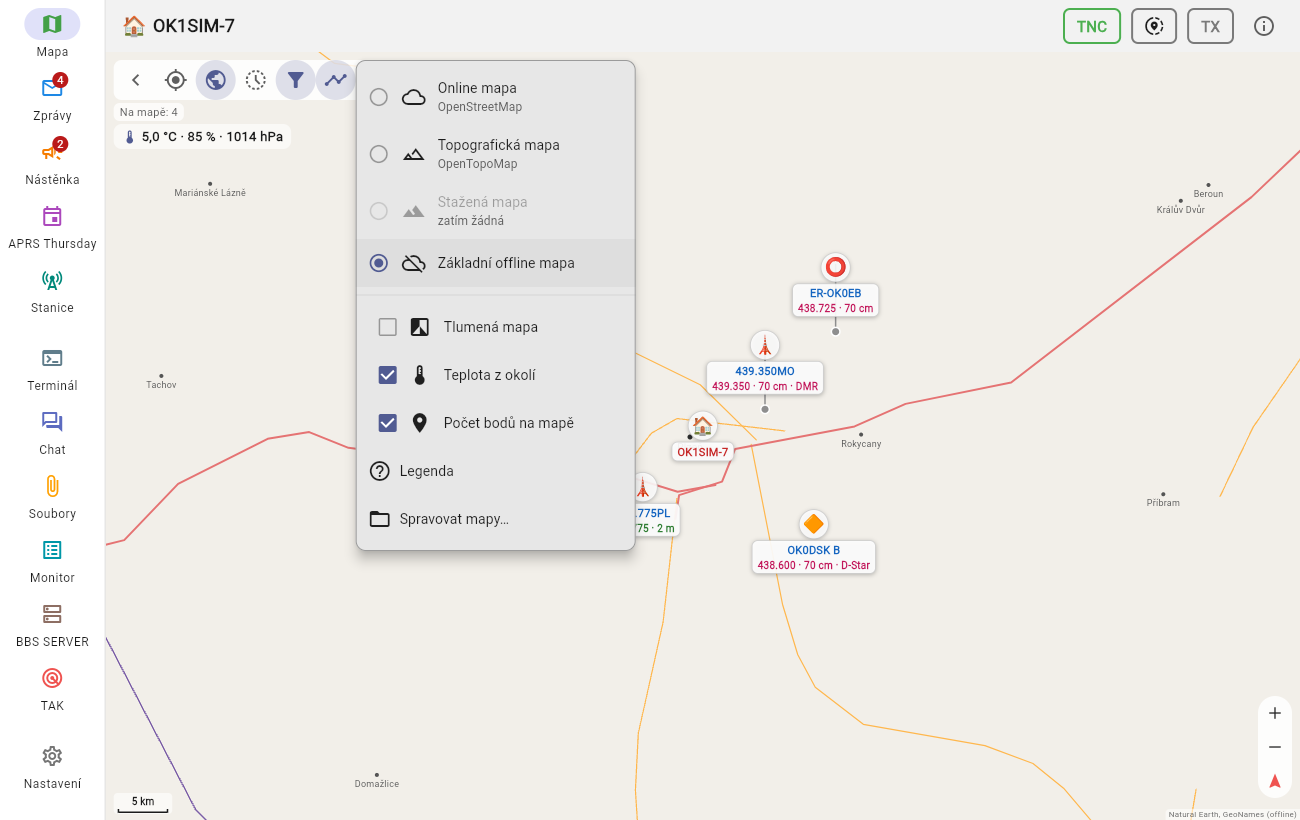 OK1SIM-7
TNC
TX
Mapa
4
Zprávy
2
Nástěnka
APRS Thursday
Stanice
Terminál
Chat
Soubory
Monitor
BBS SERVER
TAK
Nastavení
Na mapě: 4
5,0 °C · 85 % · 1014 hPa
Online mapa
OpenStreetMap
Topografická mapa
OpenTopoMap
Stažená mapa
zatím žádná
Základní offline mapa
Tlumená mapa
Teplota z okolí
Počet bodů na mapě
Legenda
Spravovat mapy…
Mariánské Lázně
Tachov
Domažlice
Beroun
Králův Dvůr
ER-OK0EB
438.725 · 70 cm
439.350MO
439.350 · 70 cm · DMR
OK1SIM-7
Rokycany
Příbram
.775PL
75 · 2 m
OK0DSK B
438.600 · 70 cm · D-Star
5 km
+
−
Natural Earth, GeoNames (offline)